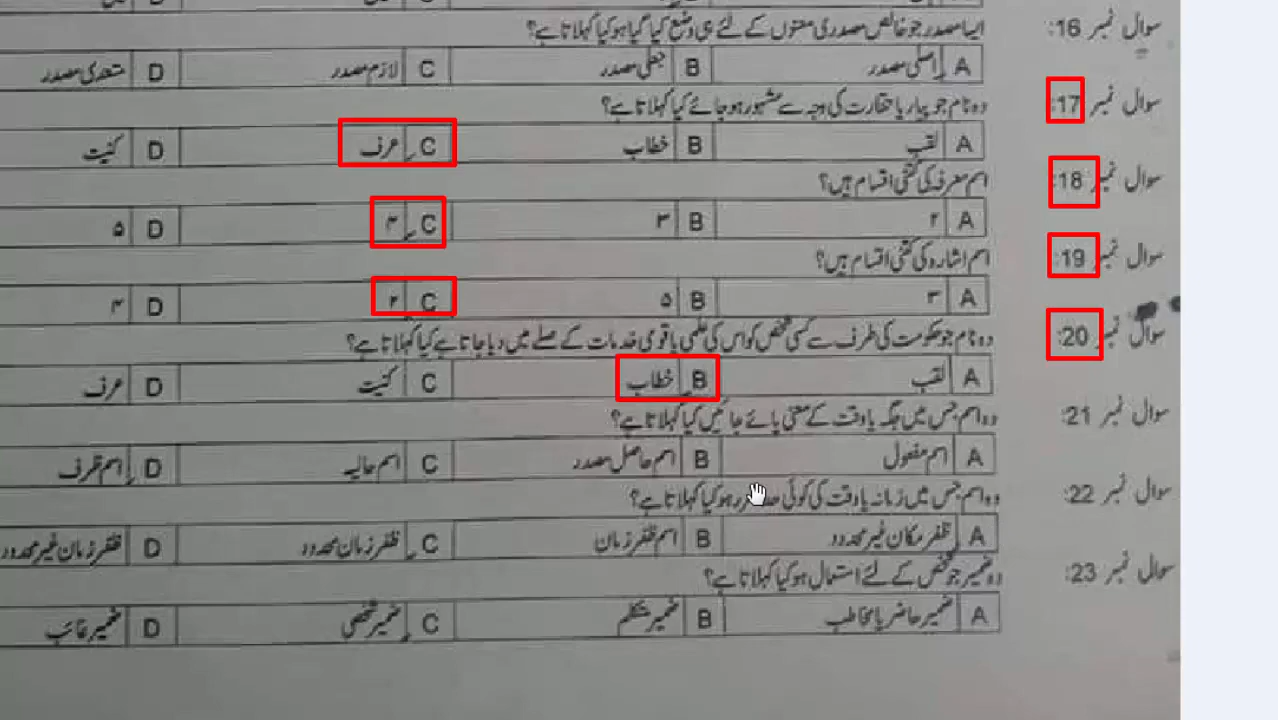 سوال نمبر 16: ایسا مصدر جو خالص مصدری معنوں کے لئے ہی وضع کیا گیا ہو کیا کہلاتا ہے؟
A اصلی مصدر B جعلی مصدر C لازم مصدر D متعدی مصدر
سوال نمبر 17: وہ نام جو پیار یا حقارت کی وجہ سے مشہور ہو جائے کیا کہلاتا ہے؟
A لقب B خطاب C عرف D کنیت
سوال نمبر 18: اسم معرفہ کی کتنی اقسام ہیں؟
A ۲ B ۳ C ۴ D ۵
سوال نمبر 19: اسم اشارہ کی کتنی اقسام ہیں؟
A ۳ B ۵ C ۲ D ۴
سوال نمبر 20: وہ نام جو حکومت کی طرف سے کسی شخص کو اس کی علمی یا قومی خدمات کے صلے میں دیا جاتا ہے کیا کہلاتا ہے؟
A لقب B خطاب C کنیت D عرف
سوال نمبر 21: وہ اسم جس میں جگہ یا وقت کے معنی پائے جائیں کیا کہلاتا ہے؟
A اسم مفعول B اسم حاصل مصدر C اسم حالیہ D اسم ظرف
سوال نمبر 22: وہ اسم جس میں زمانہ یا وقت کی کوئی ہو کیا کہلاتا ہے؟
A ظفر مکان غیر محدود B اسم ظفر زمان C ظفر زمان محدود D ظفر زمان غیر محدود
سوال نمبر 23: وہ ضمیر جو شخص کے لئے استعمال ہو کیا کہلاتا ہے؟
A ضمیر حاضر یا مخاطب B ضمیر متکلم C ضمیر شخصی D ضمیر غائب